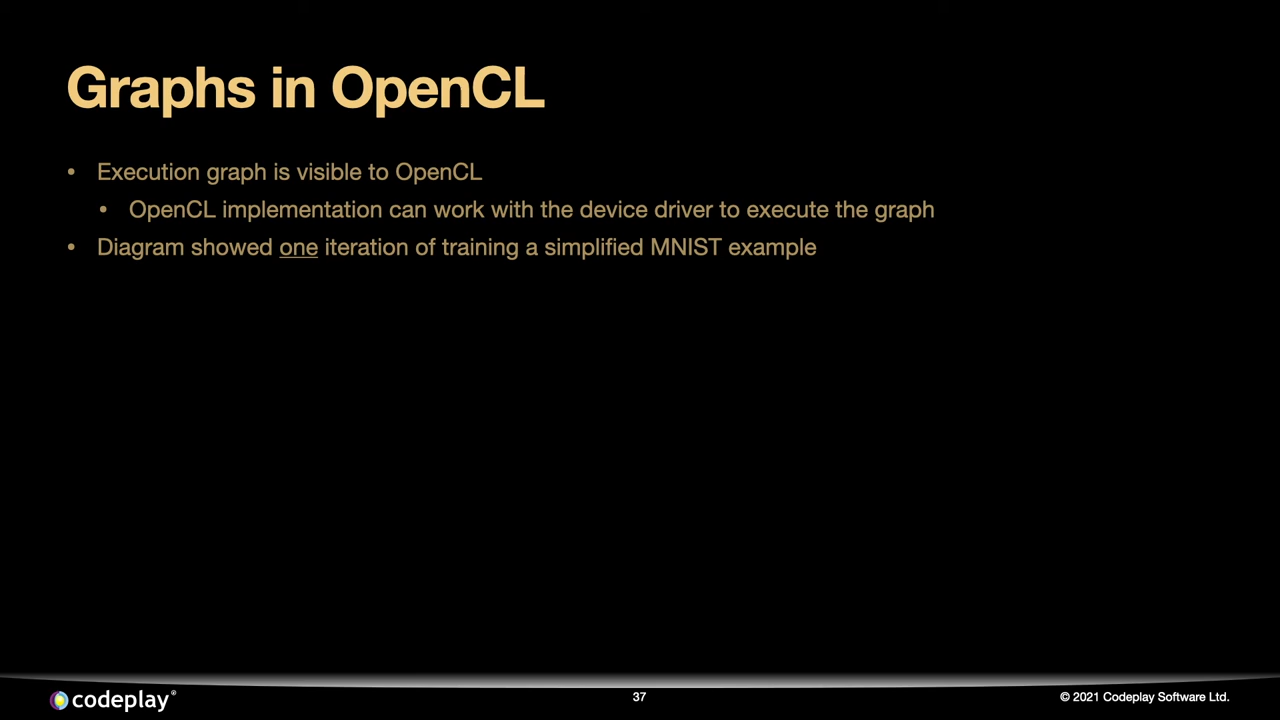 Graphs in OpenCL
• Execution graph is visible to OpenCL
• OpenCL implementation can work with the device driver to execute the graph
• Diagram showed one iteration of training a simplified MNIST example
codeplay®
37
© 2021 Codeplay Software Ltd.